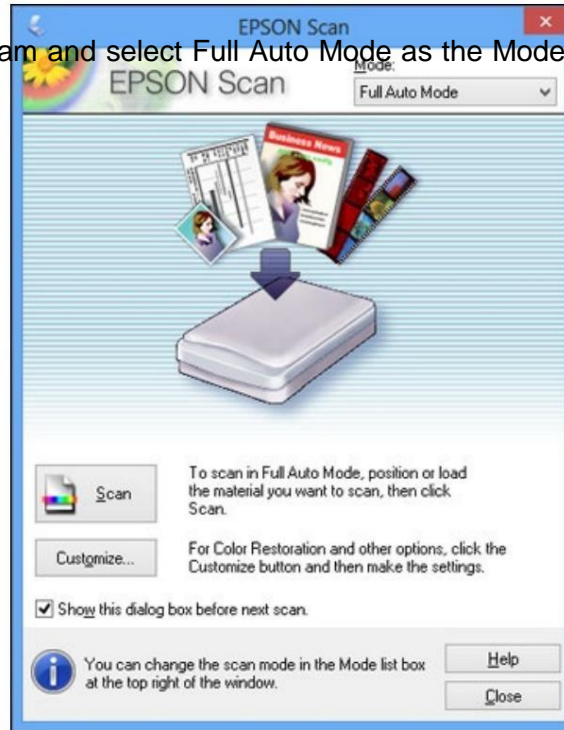 EPSON Scan
am and select Full Auto Mode as the Mode
EPSON Scan
Mode:
Full Auto Mode
Business News
Scan
To scan in Full Auto Mode, position or load
the material you want to scan, then click
Scan.
Customize...
For Color Restoration and other options, click the
Customize button and then make the settings.
Show this dialog box before next scan.
You can change the scan mode in the Mode list box
at the top right of the window.
Help
Close